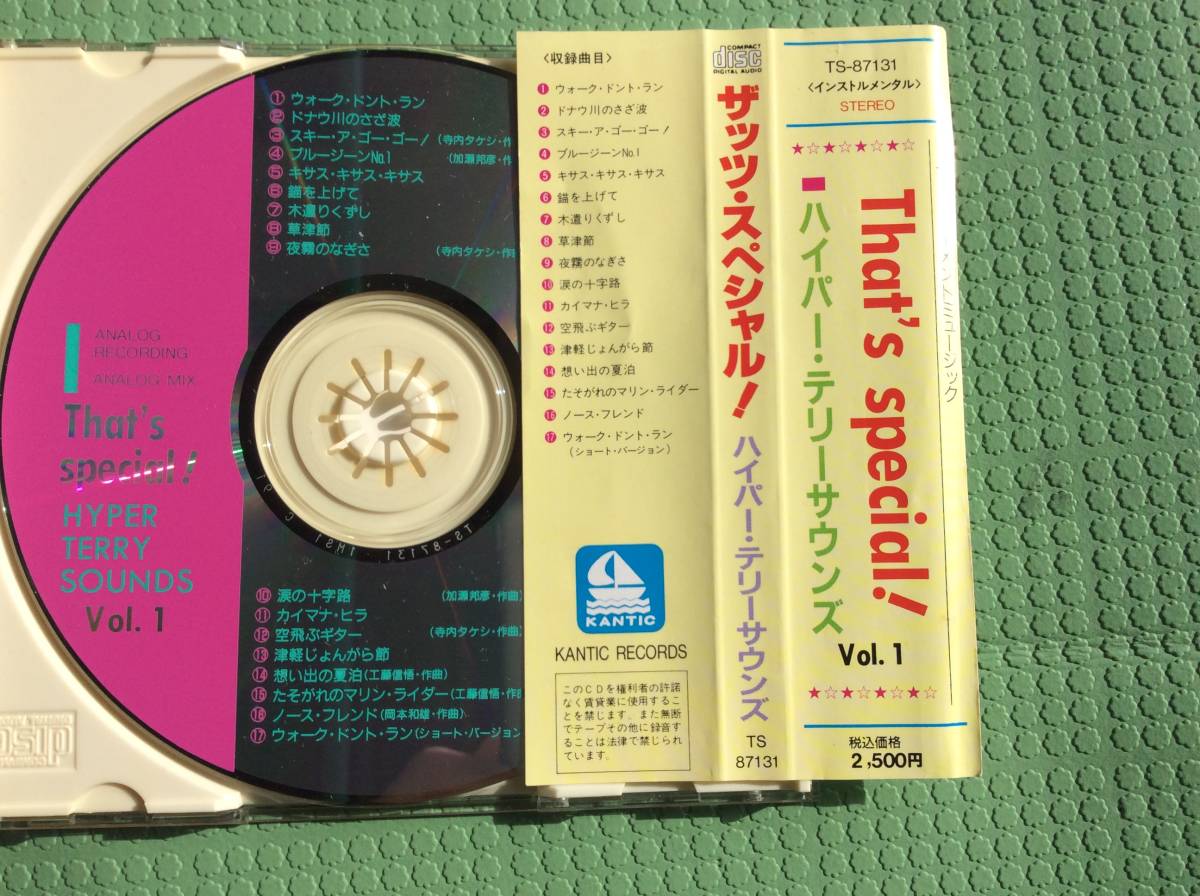 ① ウォーク・ドント・ラン
② ドナウ川のさざ波
③ スキー・ア・ゴー・ゴー! (寺内タケシ・作
④ ブルージーンNo.1 (加瀬邦彦・作
⑤ キサス・キサス・キサス
⑥ 錨を上げて
⑦ 木遣りくずし
⑧ 草津節
⑨ 夜霧のなぎさ (寺内タケシ・作
ANALOG
RECORDING
ANALOG MIX
That's
special!
HYPER
TERRY
SOUNDS
Vol. 1
TS-87131 1MS1
⑩ 涙の十字路 (加瀬邦彦・作曲)
⑪ カイマナ・ヒラ
⑫ 空飛ぶギター (寺内タケシ・作曲)
⑬ 津軽じょんがら節
⑭ 想い出の夏泊(工藤信悟・作曲)
⑮ たそがれのマリン・ライダー(工藤信悟・作曲
⑯ ノース・フレンド(岡本和雄・作曲)
⑰ ウォーク・ドント・ラン(ショート・バージョン)
〈収録曲目〉
❶ ウォーク・ドント・ラン
❷ ドナウ川のさざ波
❸ スキー・ア・ゴー・ゴー!
❹ ブルージーンNo.1
❺ キサス・キサス・キサス
❻ 錨を上げて
❼ 木遣りくずし
❽ 草津節
❾ 夜霧のなぎさ
❿ 涙の十字路
⓫ カイマナ・ヒラ
⓬ 空飛ぶギター
⓭ 津軽じょんがら節
⓮ 想い出の夏泊
⓯ たそがれのマリン・ライダー
⓰ ノース・フレンド
⓱ ウォーク・ドント・ラン
(ショート・バージョン)
KANTIC
KANTIC RECORDS
このCDを権利者の許諾
なく賃貸業に使用するこ
とを禁じます。また無断
でテープその他に録音す
ることは法律で禁じられ
ています。
COMPACT
disc
DIGITAL AUDIO
ザッツ・スペシャル! ハイパー・テリーサウンズ
TS
87131
TS-87131
〈インストルメンタル〉
STEREO
★☆★☆★☆★☆
That's special!
■ハイパー・テリーサウンズ
Vol. 1
★☆★☆★☆★☆
税込価格
2,500円
ミュージック